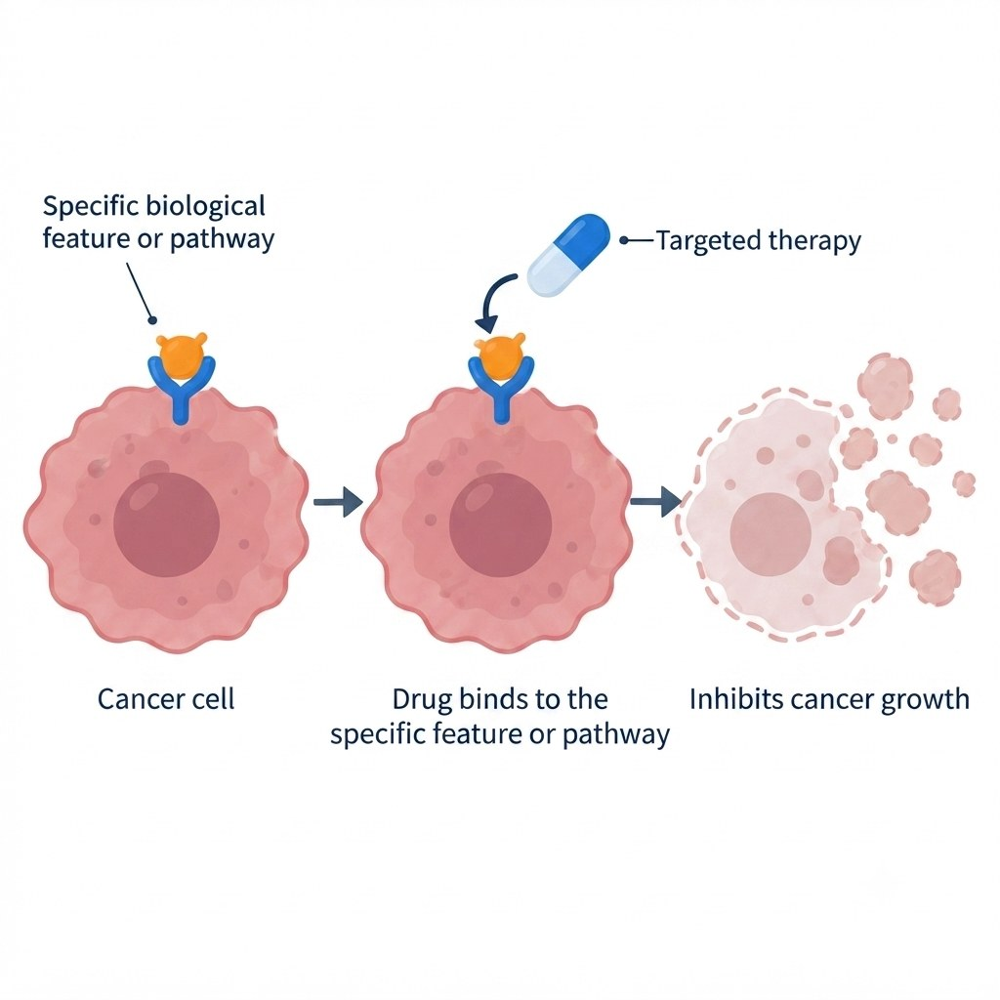 Specific biological
feature or pathway
Targeted therapy
Cancer cell
Drug binds to the
specific feature or pathway
Inhibits cancer growth